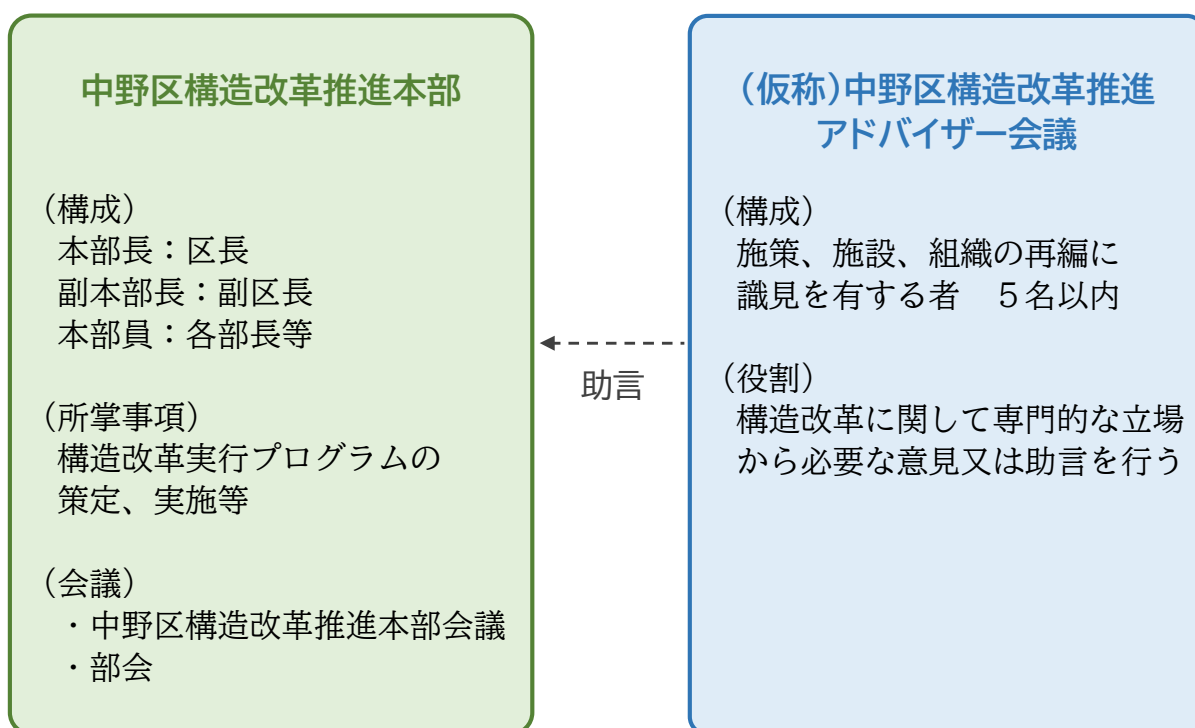 中野区構造改革推進本部
（構成）
本部長：区長
副本部長：副区長
本部員：各部長等
（所掌事項）
構造改革実行プログラムの
策定、実施等
（会議）
・中野区構造改革推進本部会議
・部会
助言
（仮称）中野区構造改革推進
アドバイザー会議
（構成）
施策、施設、組織の再編に
識見を有する者　５名以内
（役割）
構造改革に関して専門的な立場
から必要な意見又は助言を行う